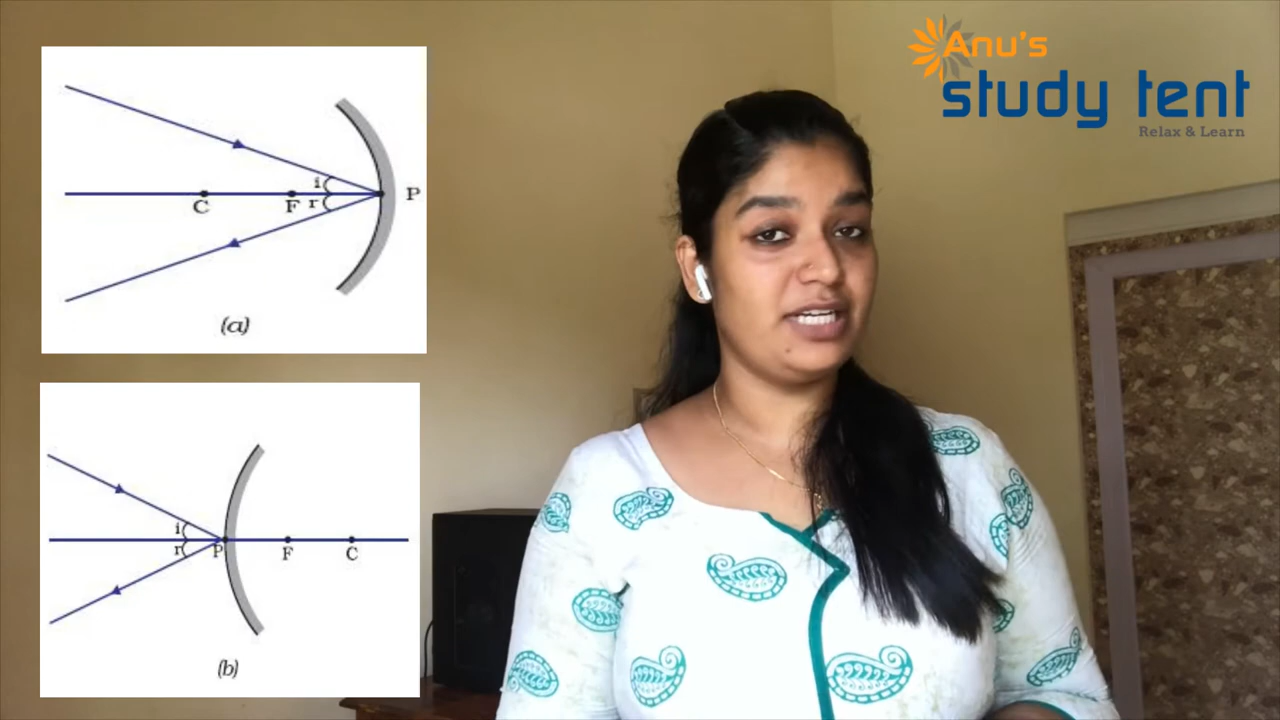 Anu's
study tent
Relax & Learn
i
C F r P
(a)
i
r P F C
(b)